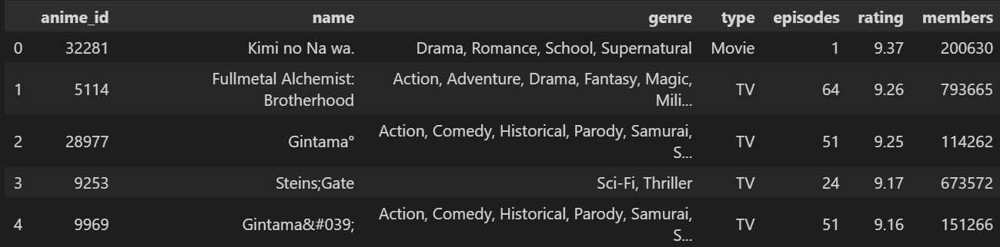 anime_id name genre type episodes rating members
0 32281 Kimi no Na wa. Drama, Romance, School, Supernatural Movie 1 9.37 200630
1 5114 Fullmetal Alchemist: Brotherhood Action, Adventure, Drama, Fantasy, Magic, Mili... TV 64 9.26 793665
2 28977 Gintama° Action, Comedy, Historical, Parody, Samurai, S... TV 51 9.25 114262
3 9253 Steins;Gate Sci-Fi, Thriller TV 24 9.17 673572
4 9969 Gintama&#039; Action, Comedy, Historical, Parody, Samurai, S... TV 51 9.16 151266